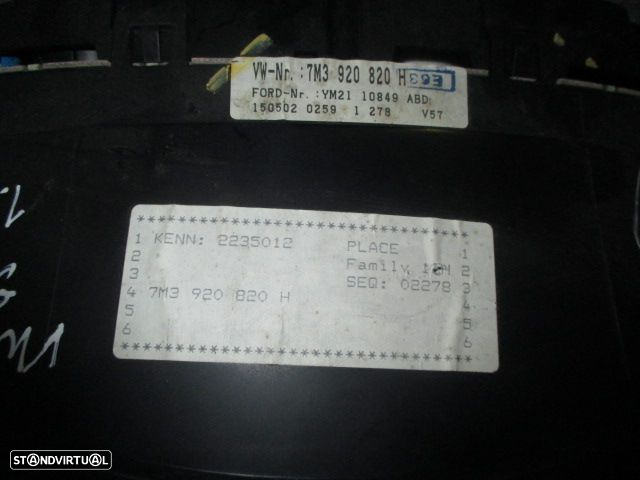 VW-Nr.:7M3 920 820 H E63
FORD-Nr.:YM21 10849 ABD
150502 0259 1 278 V57
************************************
1 KENN: 2235012 PLACE 1
2 Family, 2
3 SEQ: 02278 3
4 7M3 920 820 H 4
5 5
6 6
************************************
STANDVIRTUAL